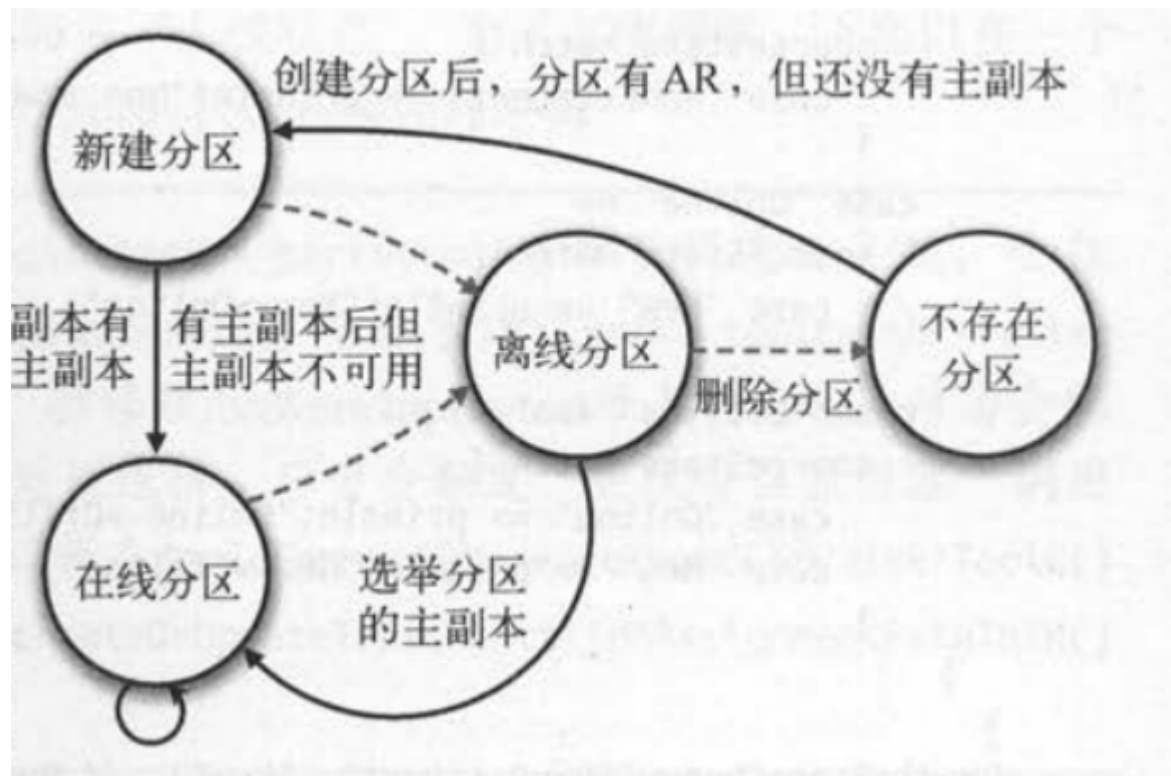 创建分区后，分区有AR，但还没有主副本
新建分区
副本有
主副本
有主副本后但
主副本不可用
离线分区
不存在
分区
删除分区
在线分区
选举分区
的主副本